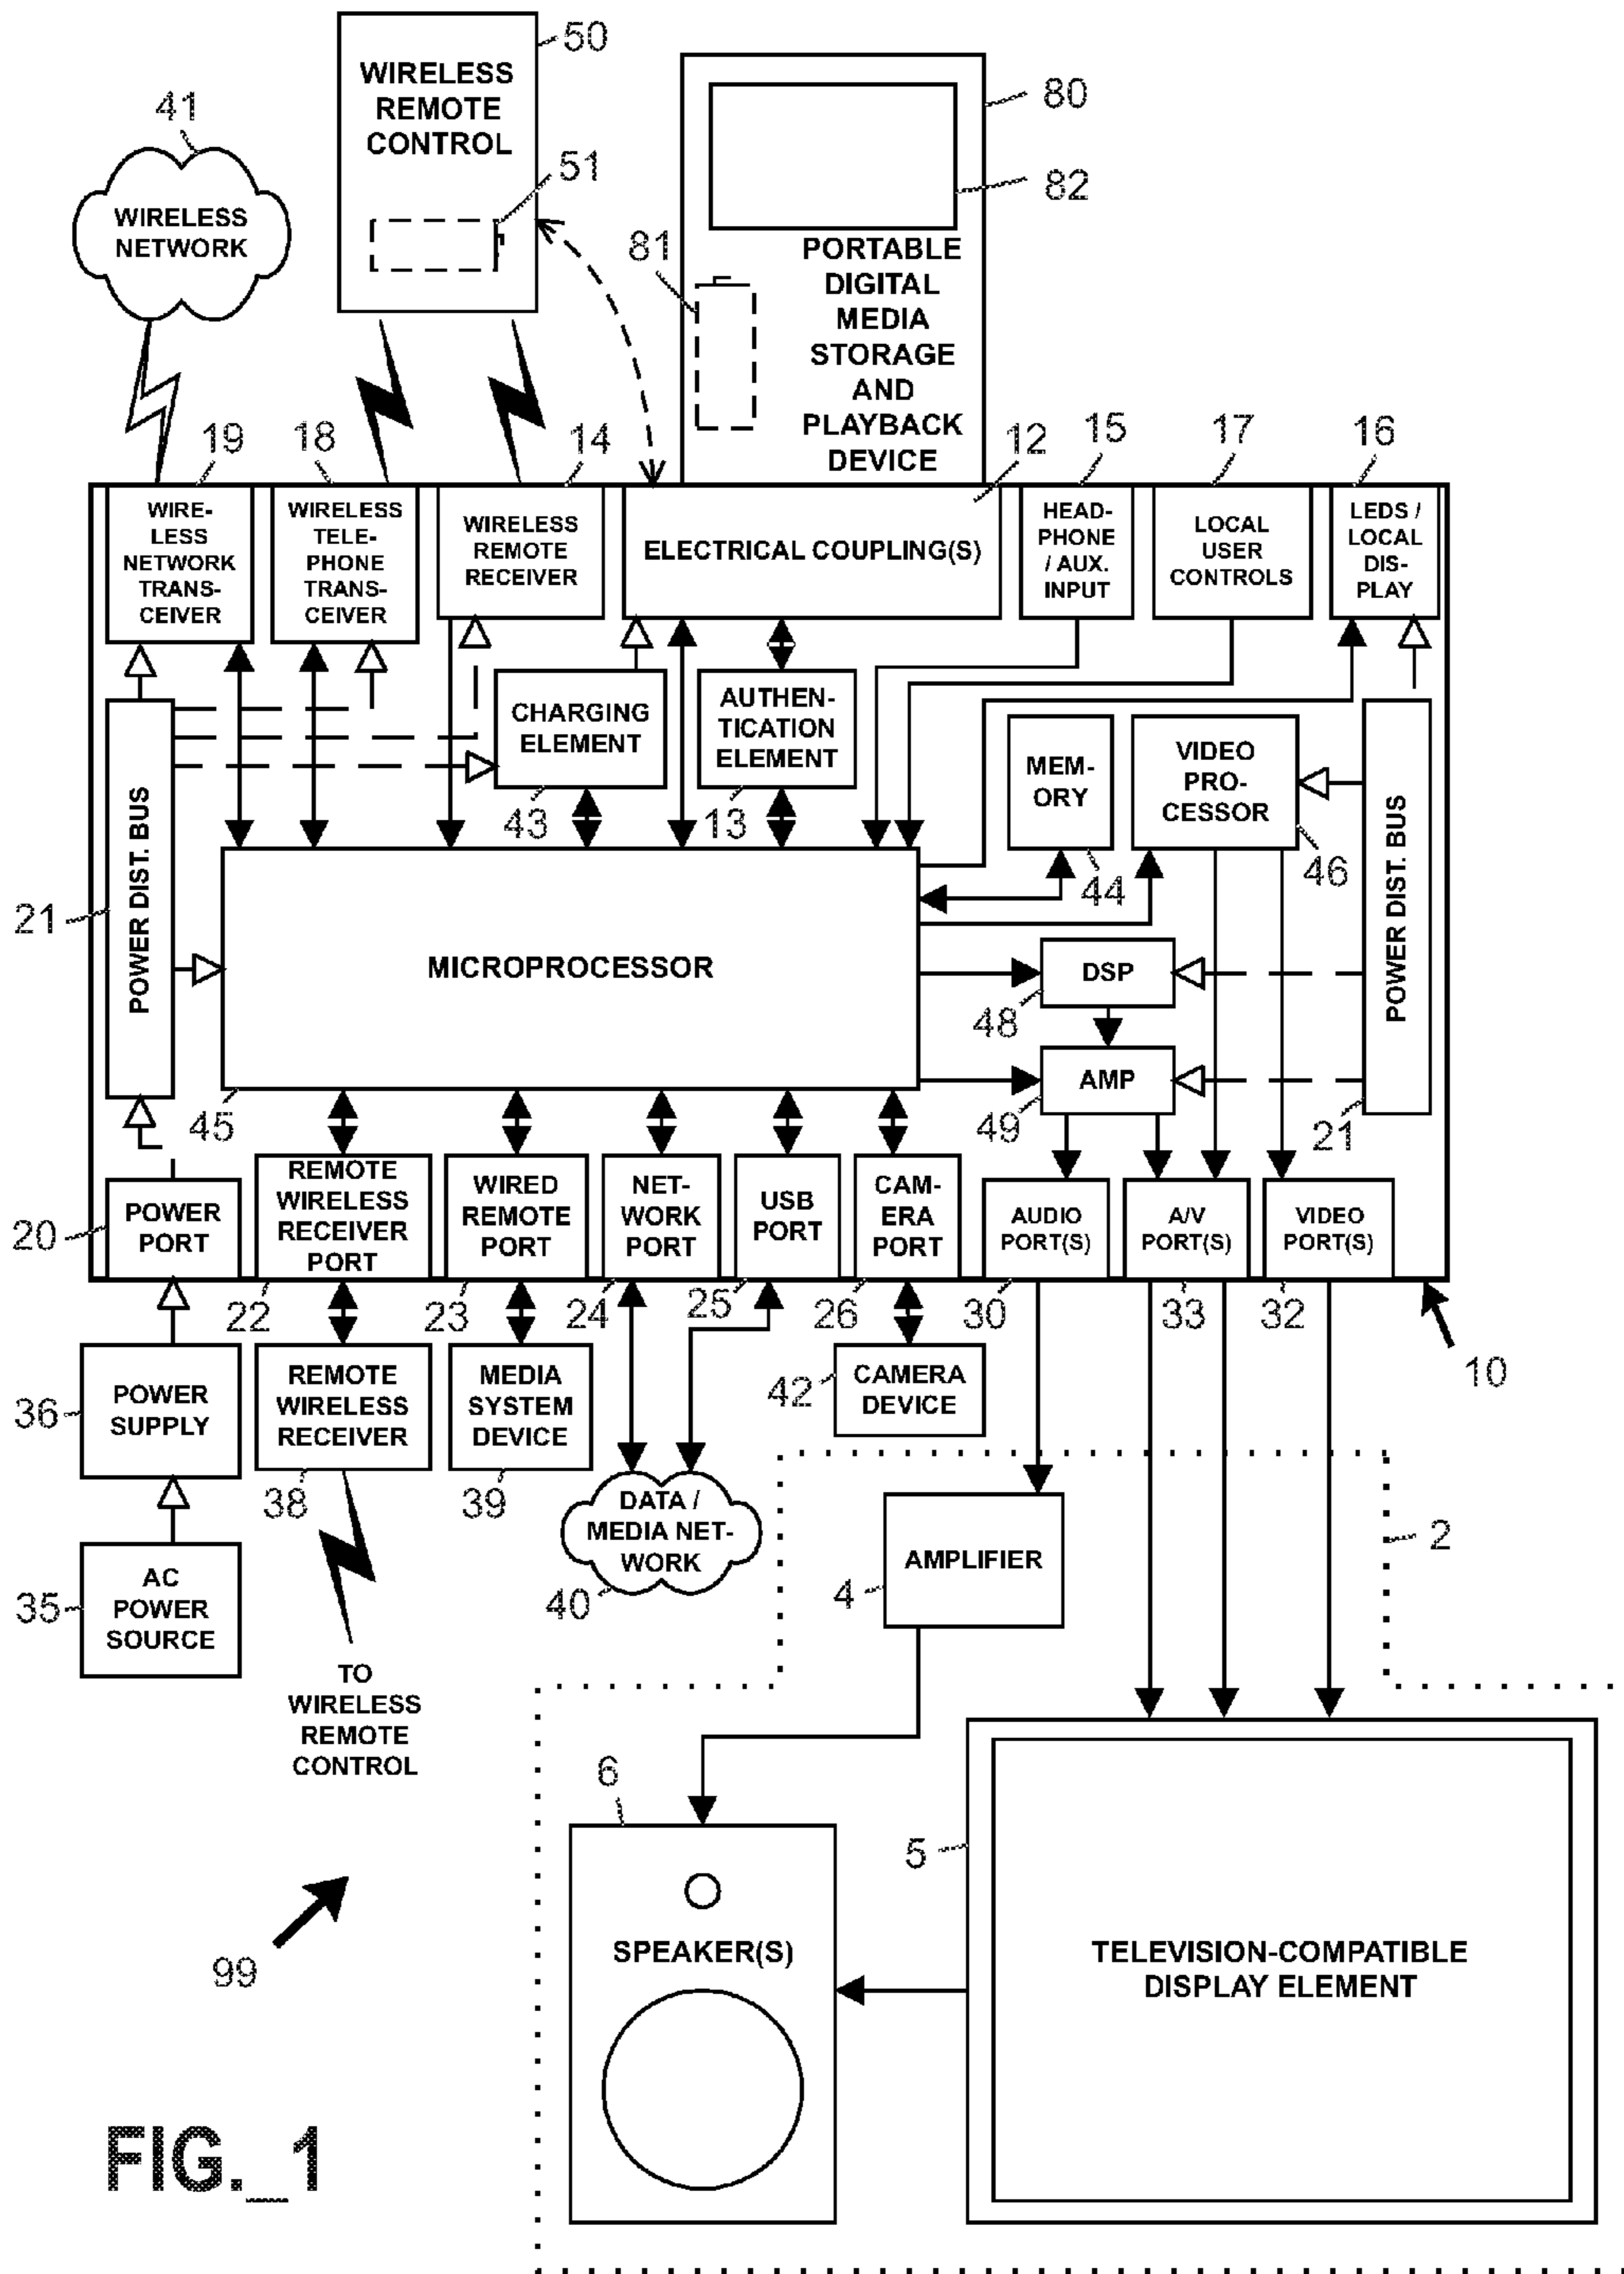 50
WIRELESS
REMOTE
CONTROL
51
80
82
41
WIRELESS
NETWORK
81
PORTABLE
DIGITAL
MEDIA
STORAGE
AND
PLAYBACK
DEVICE
19
18
14
12
15
17
16
WIRE-
LESS
NETWORK
TRANS-
CEIVER
WIRELESS
TELE-
PHONE
TRANS-
CEIVER
WIRELESS
REMOTE
RECEIVER
ELECTRICAL COUPLING(S)
HEAD-
PHONE
/ AUX.
INPUT
LOCAL
USER
CONTROLS
LEDS /
LOCAL
DIS-
PLAY
CHARGING
ELEMENT
43
AUTHEN-
TICATION
ELEMENT
13
MEM-
ORY
44
VIDEO
PRO-
CESSOR
46
POWER DIST. BUS
21
MICROPROCESSOR
45
DSP
48
AMP
49
POWER DIST. BUS
21
POWER
PORT
20
REMOTE
WIRELESS
RECEIVER
PORT
22
WIRED
REMOTE
PORT
23
NET-
WORK
PORT
24
USB
PORT
25
CAM-
ERA
PORT
26
AUDIO
PORT(S)
30
A/V
PORT(S)
33
VIDEO
PORT(S)
32
10
36
POWER
SUPPLY
REMOTE
WIRELESS
RECEIVER
38
MEDIA
SYSTEM
DEVICE
39
42
CAMERA
DEVICE
DATA /
MEDIA NET-
WORK
40
2
AMPLIFIER
4
35
AC
POWER
SOURCE
TO
WIRELESS
REMOTE
CONTROL
6
SPEAKER(S)
5
TELEVISION-COMPATIBLE
DISPLAY ELEMENT
99
FIG._1